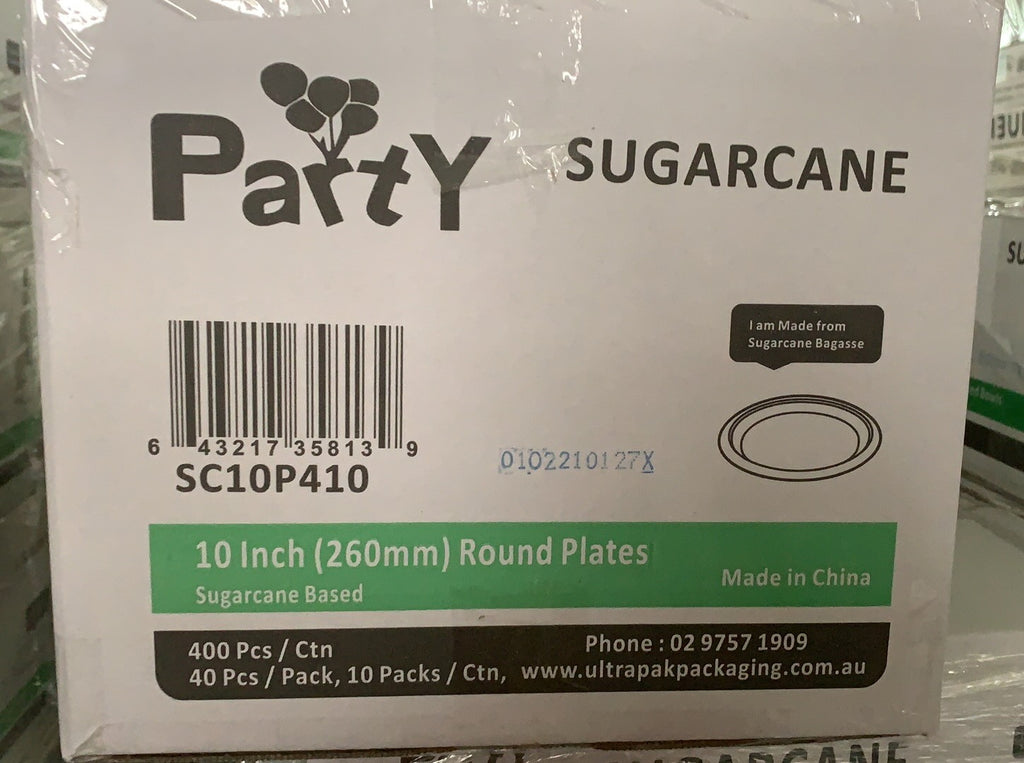 Party
SUGARCANE
I am Made from
Sugarcane Bagasse
6 43217 35813 9
SC10P410
0102210127X
10 Inch (260mm) Round Plates
Sugarcane Based
Made in China
400 Pcs / Ctn
Phone : 02 9757 1909
40 Pcs / Pack, 10 Packs / Ctn, www.ultrapakpackaging.com.au